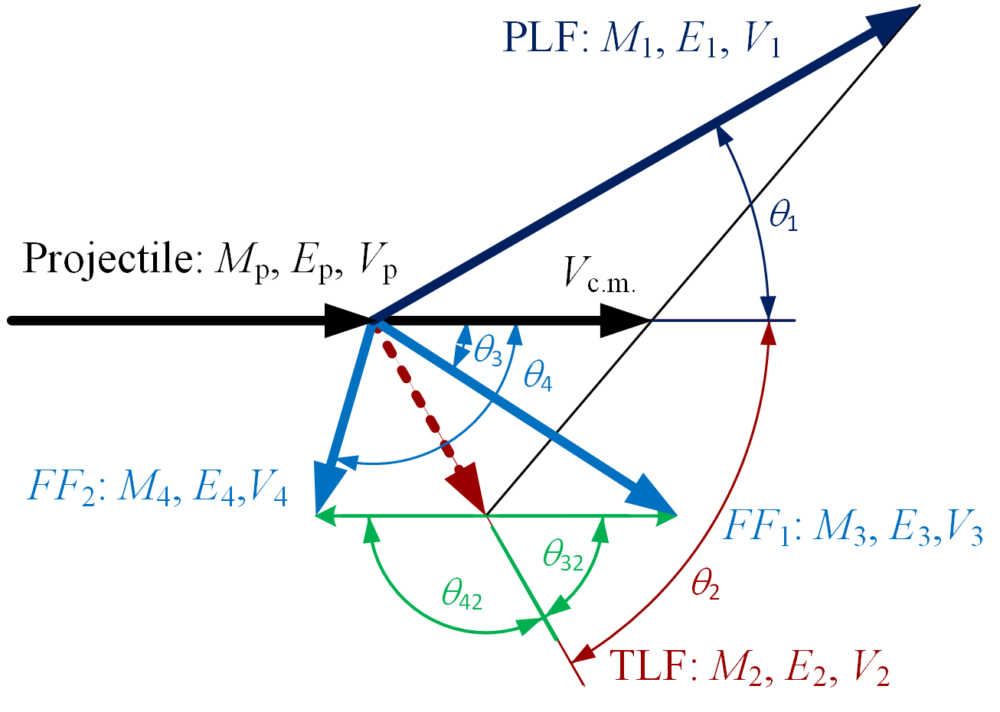 PLF: M₁, E₁, V₁
θ₁
Projectile: Mₚ, Eₚ, Vₚ
V_c.m.
θ₃
θ₄
FF₂: M₄, E₄,V₄
FF₁: M₃, E₃,V₃
θ₃₂
θ₄₂
θ₂
TLF: M₂, E₂, V₂